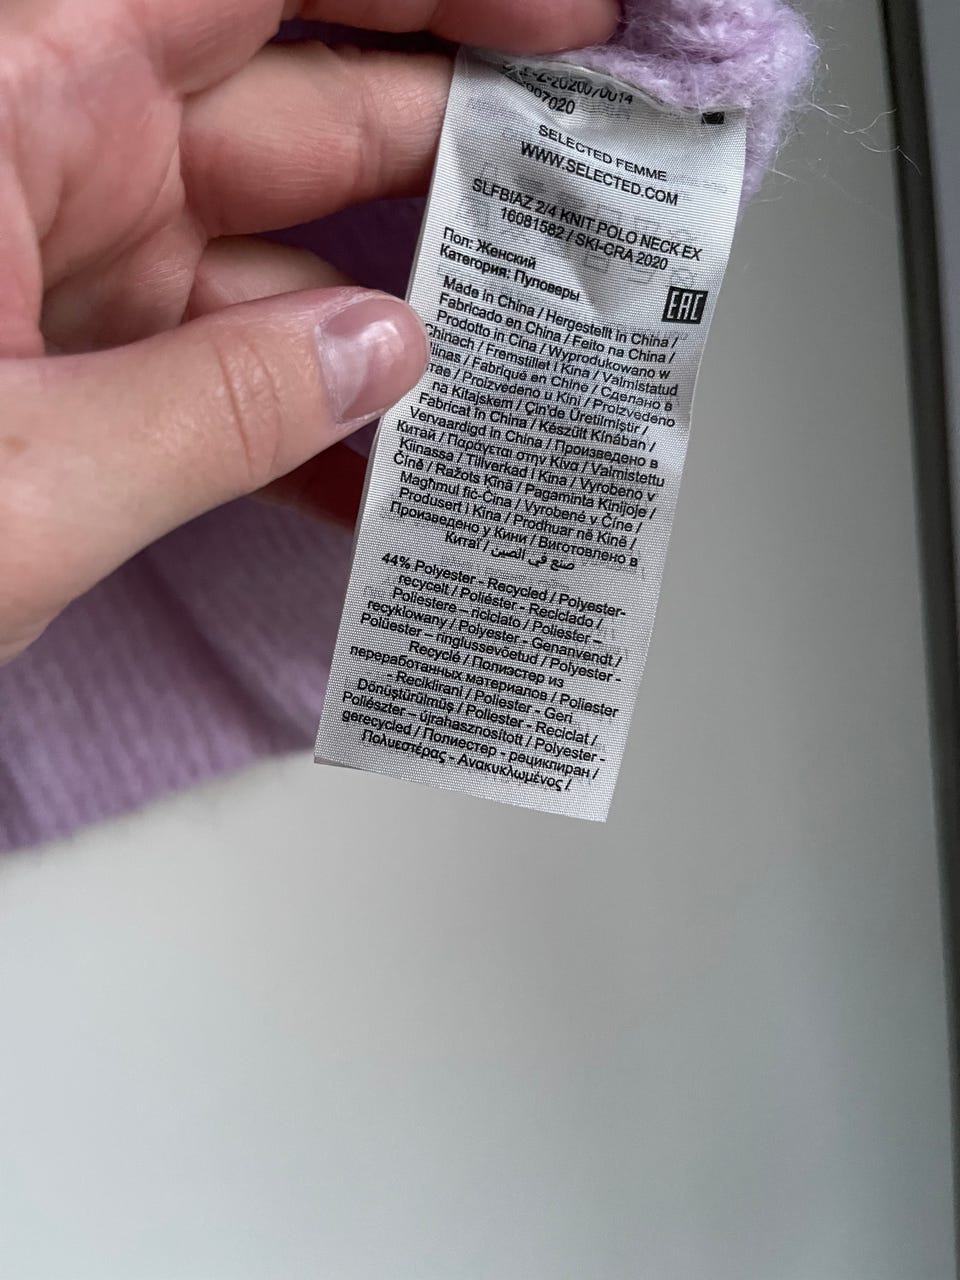 SELECTED FEMME
WWW.SELECTED.COM
SLFBIAZ 2/4 KNIT POLO NECK EX
16081582 / SKI-CRA 2020
Пол: Женский
Категория: Пуловеры
EAC
Made in China / Hergestellt in China /
Fabricado en China / Feito na China /
Prodotto in Cina / Wyprodukowano w
Chinach / Fremstillet i Kina / Valmistatud
Hiinas / Fabriqué en Chine / Сделано в
/ Proizvedeno u Kini / Proizvedeno
na Kitajskem / Çin'de Üretilmiştir /
Fabricat în China / Készült Kínában /
Vervaardigd in China / Произведено в
Китай / Παράγεται στην Κίνα / Valmistettu
Kiinassa / Tillverkad i Kina / Vyrobeno v
Číně / Ražots Ķīnā / Pagaminta Kinijoje /
Magħmul fiċ-Ċina / Vyrobené v Číne /
Produsert i Kina / Prodhuar në Kinë /
Произведено у Кини / Виготовлено в
Китаї / صنع في الصين
44% Polyester - Recycled / Polyester-
recycelt / Poliéster - Reciclado /
Poliestere – riciclato / Poliester –
recyklowany / Polyester - Genanvendt /
Polüester – ringlussevõetud / Polyester -
Recyclé / Полиэстер из
переработанных материалов / Poliester
- Reciklirani / Poliester - Geri
Dönüştürülmüş / Poliester - Reciclat /
Poliészter – újrahasznosított / Polyester -
gerecycled / Полиестер - рециклиран /
Πολυεστέρας - Ανακυκλωμένος /